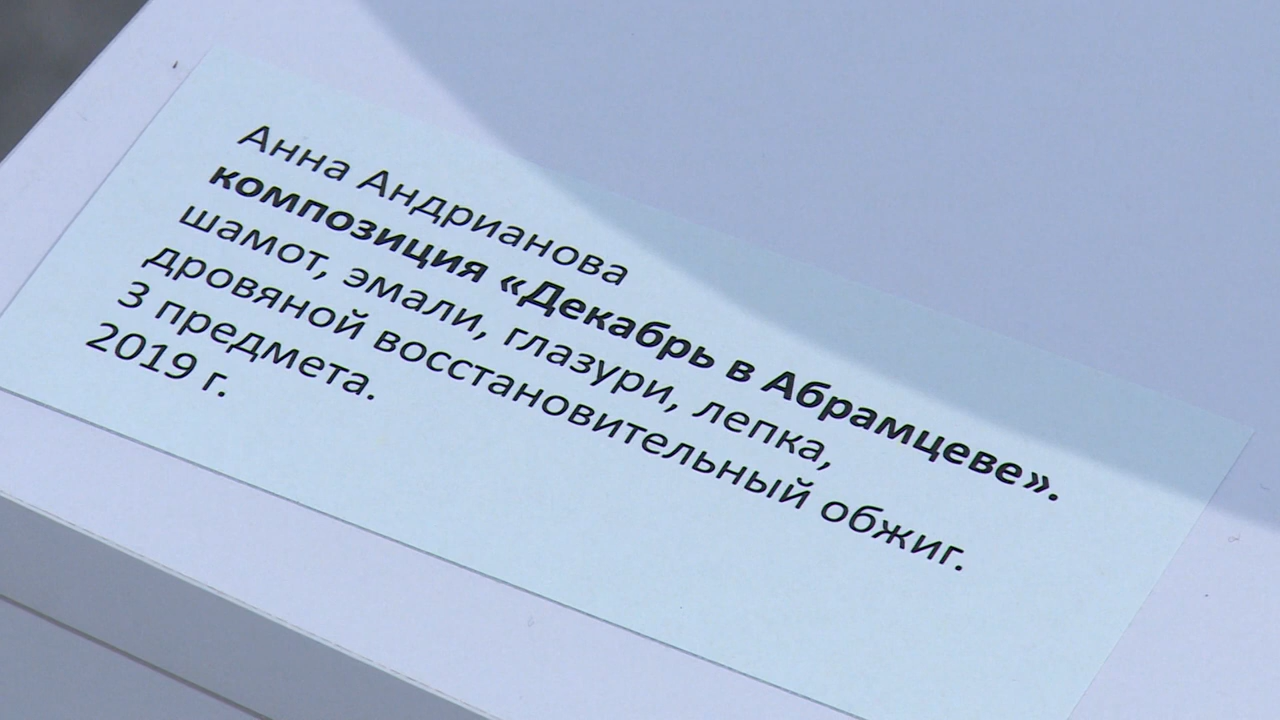 Анна Андрианова
композиция «Декабрь в Абрамцеве».
шамот, эмали, глазури, лепка,
дровяной восстановительный обжиг.
3 предмета.
2019 г.